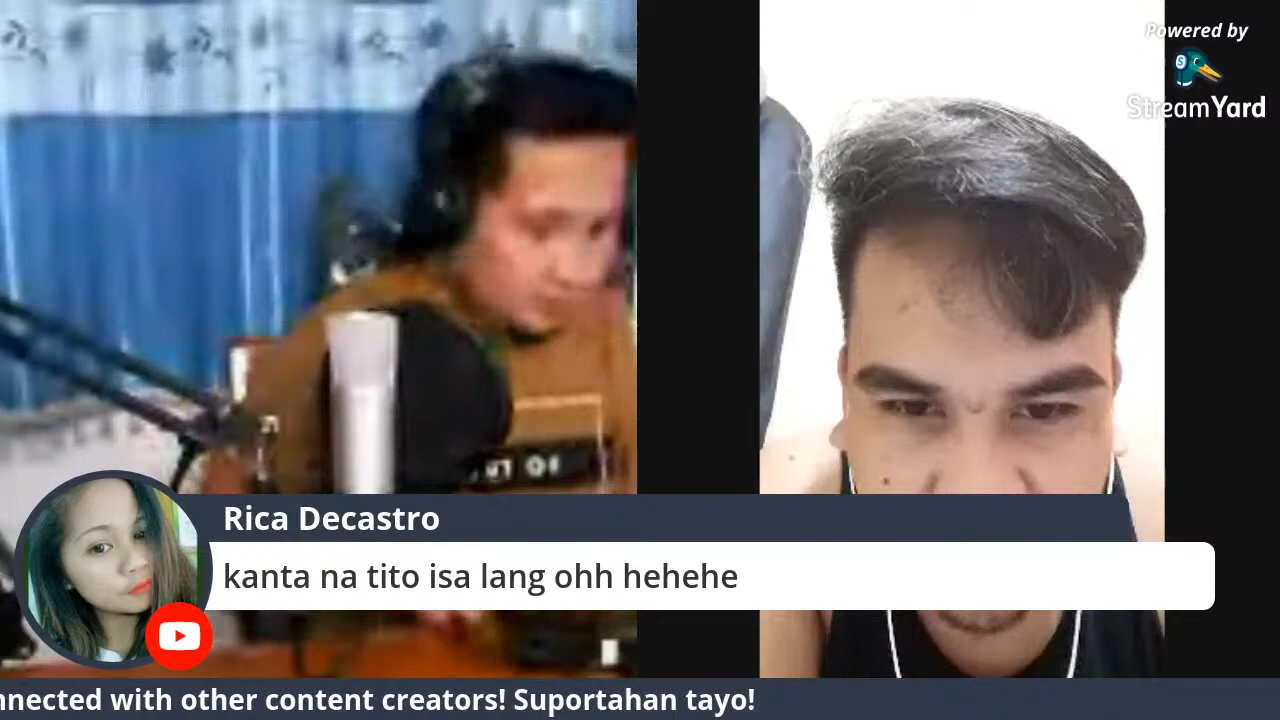 Powered by
StreamYard
Rica Decastro
kanta na tito isa lang ohh hehehe
nnected with other content creators! Suportahan tayo!